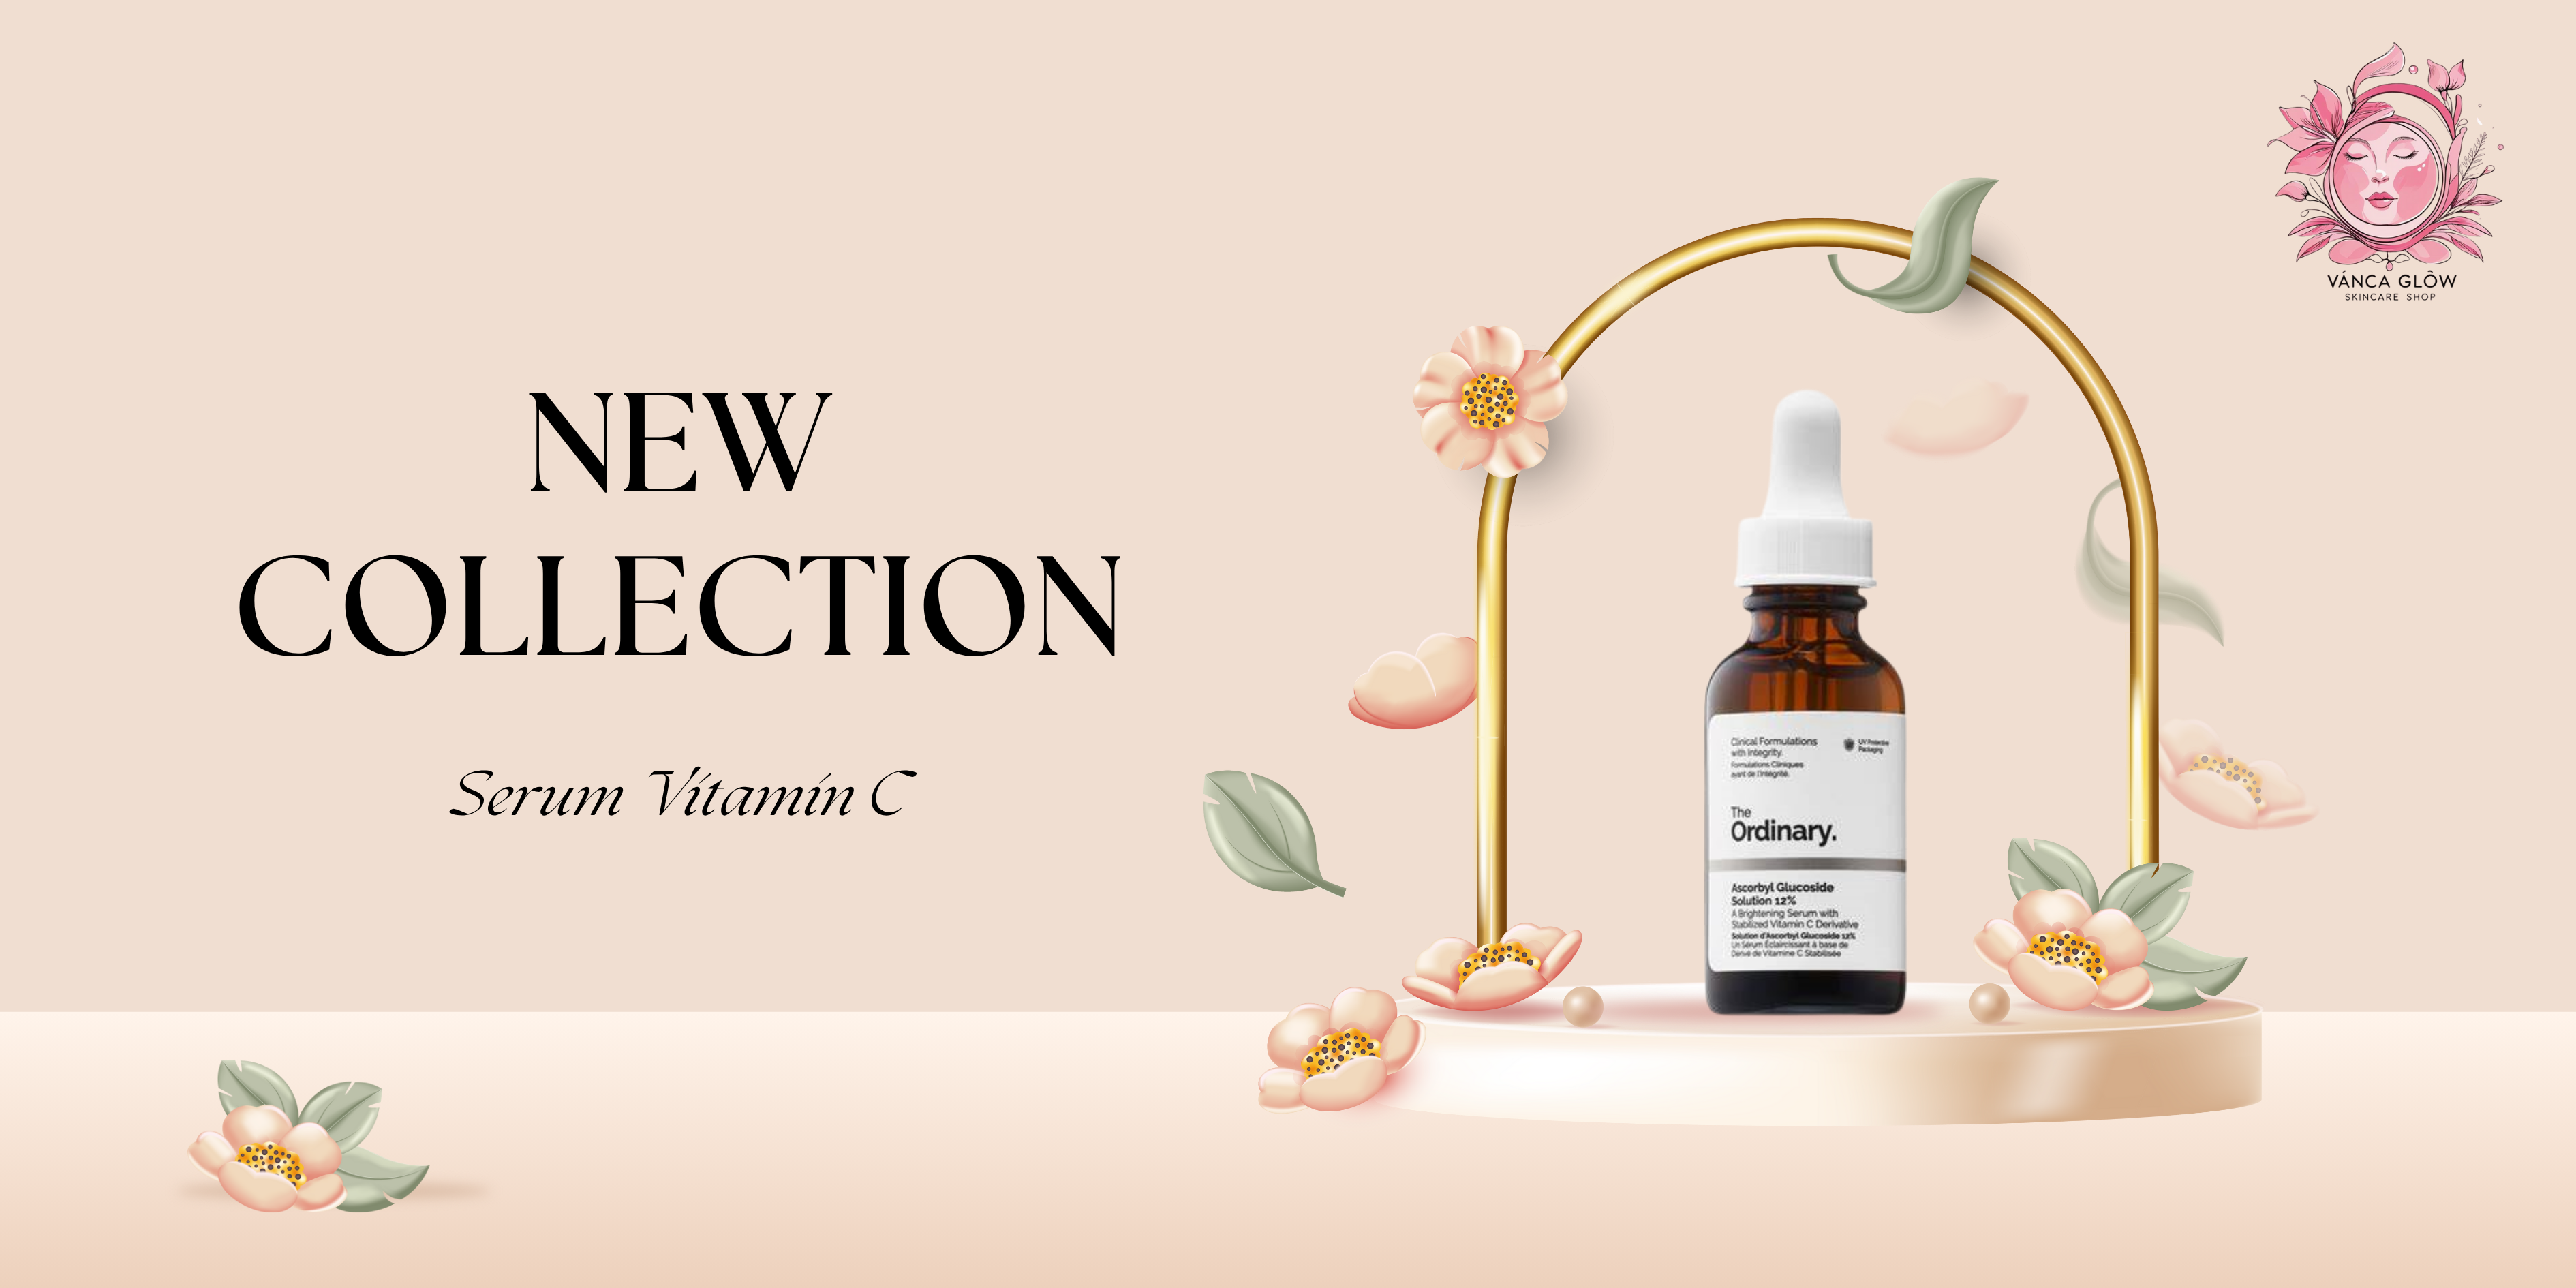 NEW
COLLECTION
Serum Vitamin C
VÁNCA GLÔW
SKINCARE SHOP
Clinical Formulations
with Integrity.
Formulations Cliniques
avant de l'intégrité.
UV Protective
Packaging
The
Ordinary.
Ascorbyl Glucoside
Solution 12%
A Brightening Serum with
Stabilized Vitamin C Derivative
Solution d'Ascorbyl Glucoside 12%
Un Sérum Éclaircissant à base de
Dérivé de Vitamine C Stabilisée